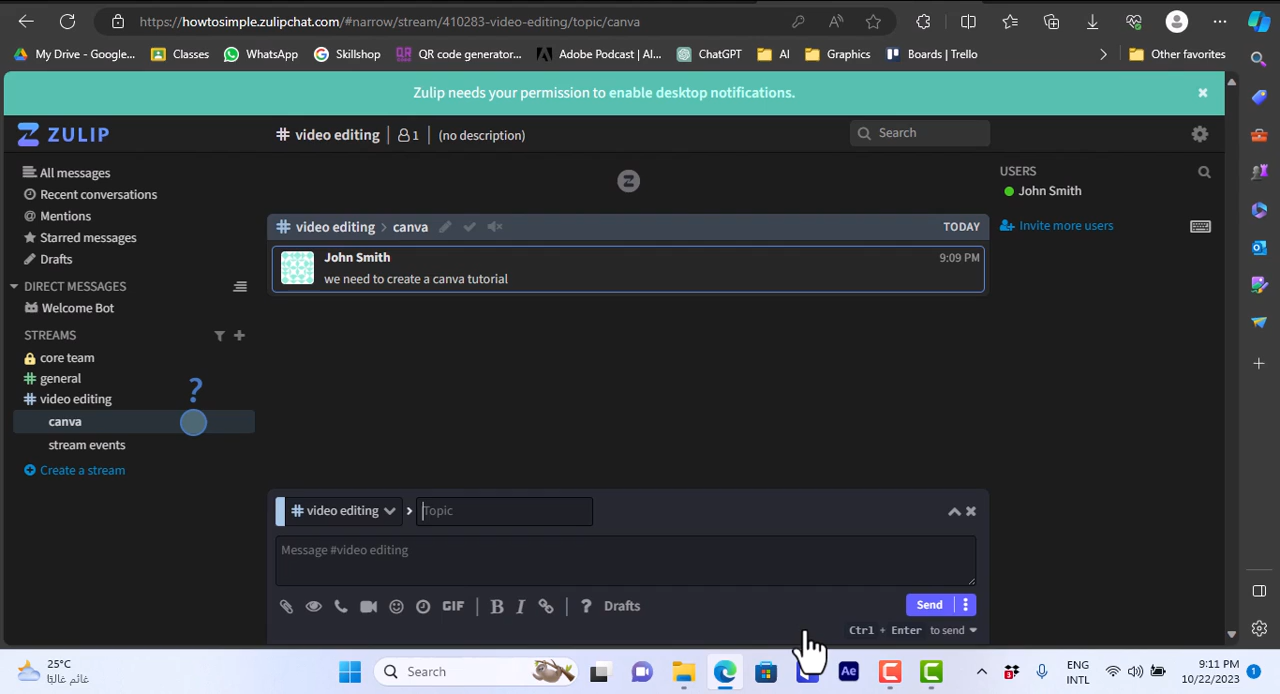 https://howtosimple.zulipchat.com/#narrow/stream/410283-video-editing/topic/canva
My Drive - Google...
Classes
WhatsApp
Skillshop
QR code generator...
Adobe Podcast | AI...
ChatGPT
AI
Graphics
Boards | Trello
Other favorites
Zulip needs your permission to enable desktop notifications.
ZULIP
# video editing
1
(no description)
Search
All messages
Recent conversations
@ Mentions
Starred messages
Drafts
DIRECT MESSAGES
Welcome Bot
STREAMS
core team
# general
# video editing
?
canva
stream events
Create a stream
# video editing > canva
TODAY
John Smith
9:09 PM
we need to create a canva tutorial
USERS
John Smith
Invite more users
# video editing
Topic
Message #video editing
GIF
B
I
?
Drafts
Send
Ctrl + Enter to send
25°C
غائم غالبًا
Search
Ae
C
C
ENG
INTL
9:11 PM
10/22/2023
1